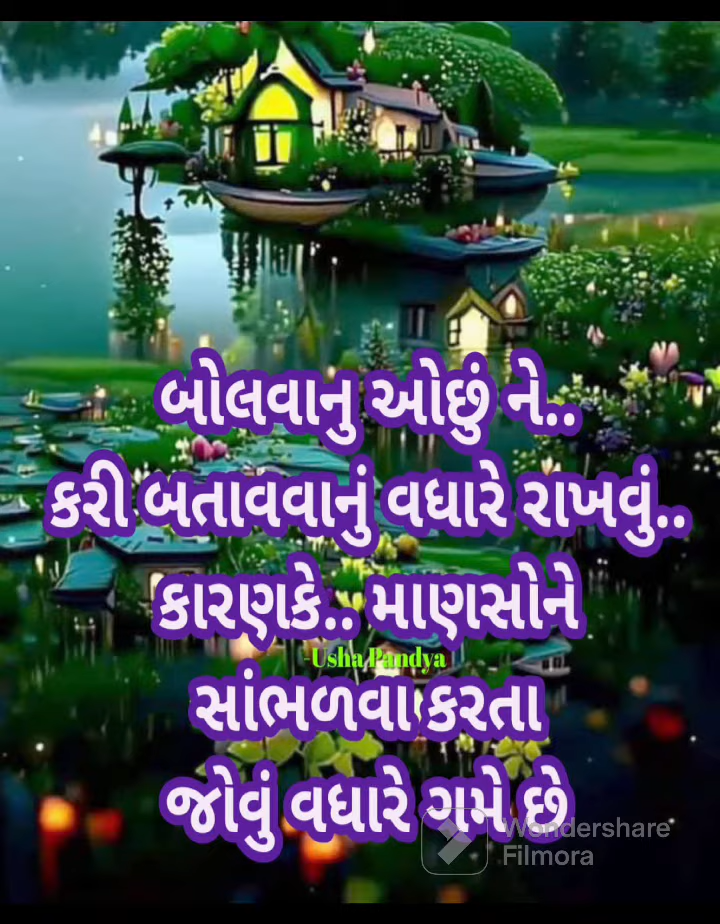 બોલવાનુ ઓછું ને..
કરી બતાવવાનું વધારે રાખવું..
કારણકે.. માણસોને
-Usha Pandya
સાંભળવા કરતા
જોવું વધારે ગમે છે
Wondershare
Filmora